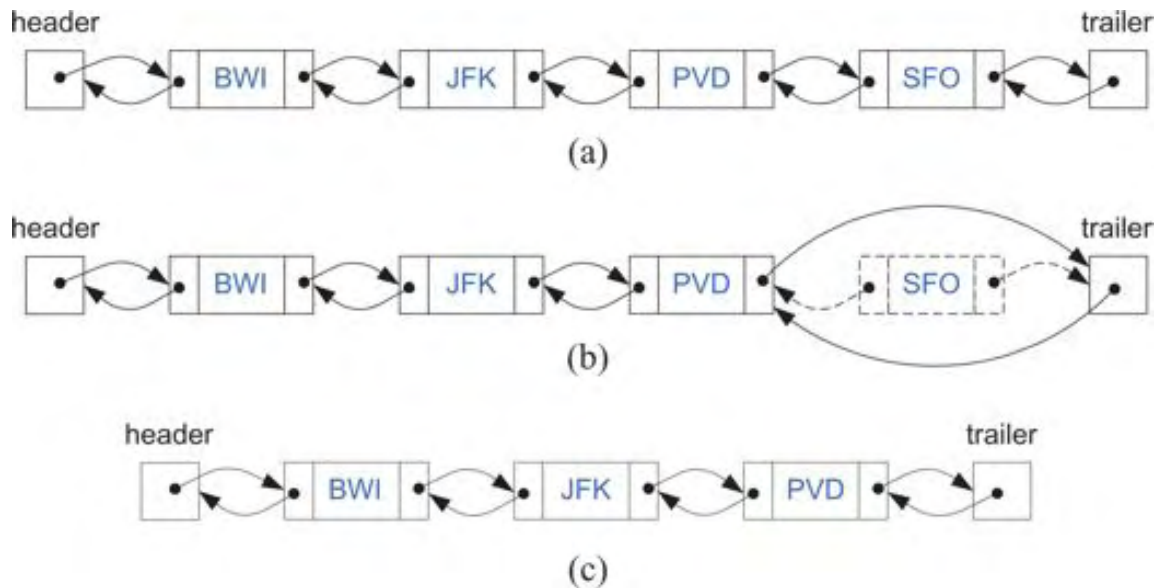 header trailer
BWI JFK PVD SFO
(a)
header trailer
BWI JFK PVD SFO
(b)
header trailer
BWI JFK PVD
(c)